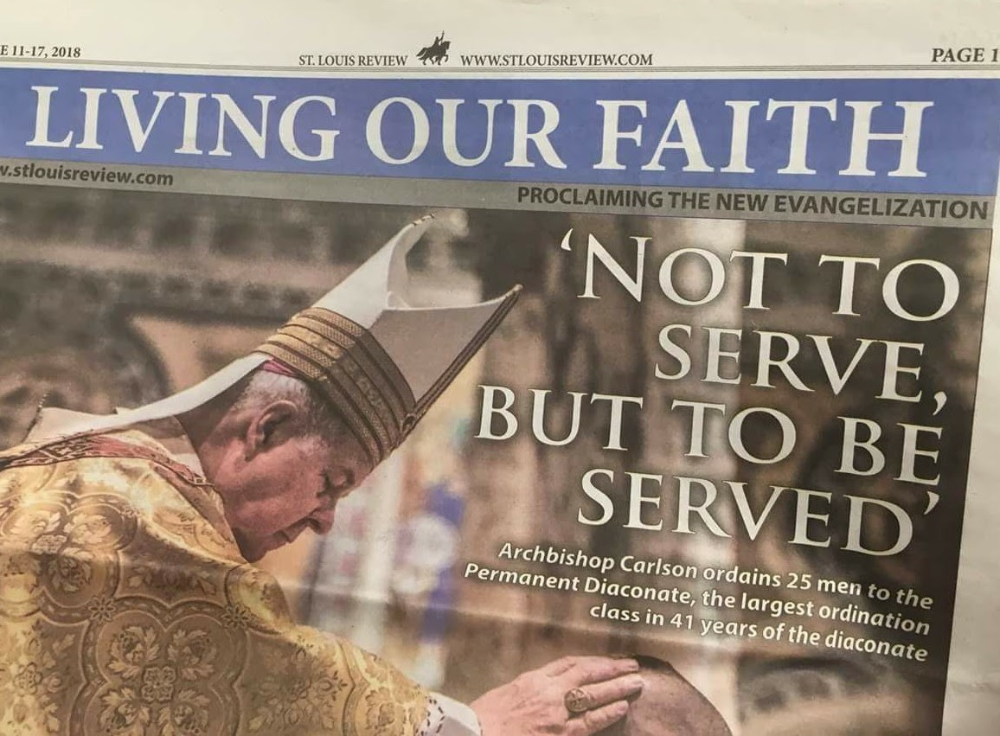 E 11-17, 2018
ST. LOUIS REVIEW WWW.STLOUISREVIEW.COM
PAGE 1
LIVING OUR FAITH
w.stlouisreview.com
PROCLAIMING THE NEW EVANGELIZATION
‘NOT TO
SERVE,
BUT TO BE
SERVED’
Archbishop Carlson ordains 25 men to the
Permanent Diaconate, the largest ordination
class in 41 years of the diaconate